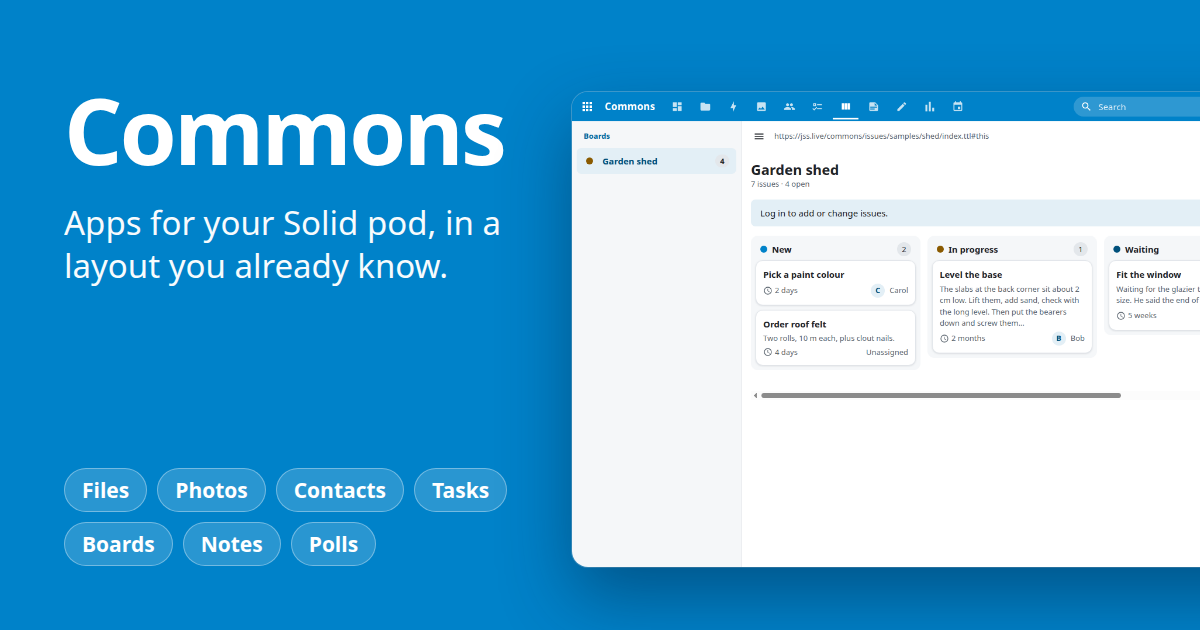 Commons
Apps for your Solid pod, in a
layout you already know.
Files
Photos
Contacts
Tasks
Boards
Notes
Polls
Commons
Search
Boards
Garden shed
4
https://jss.live/commons/issues/samples/shed/index.ttl#this
Garden shed
7 issues · 4 open
Log in to add or change issues.
New
2
Pick a paint colour
2 days
C
Carol
Order roof felt
Two rolls, 10 m each, plus clout nails.
4 days
Unassigned
In progress
1
Level the base
The slabs at the back corner sit about 2
cm low. Lift them, add sand, check with
the long level. Then put the bearers
down and screw them...
2 months
B
Bob
Waiting
Fit the window
Waiting for the glazier
size. He said the end of
5 weeks